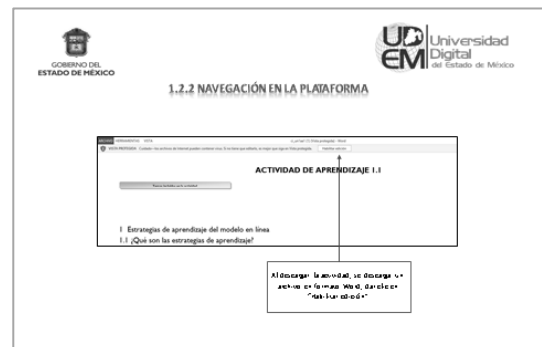 GOBIERNO DEL
ESTADO DE MÉXICO
UDEM Universidad
Digital
del Estado de México
1.2.2 NAVEGACIÓN EN LA PLATAFORMA
ARCHIVO HERRAMIENTAS VISTA
VISTA PROTEGIDA
ACTIVIDAD DE APRENDIZAJE 1.1
1 Estrategias de aprendizaje del modelo en línea
1.1 ¿Qué son las estrategias de aprendizaje?
Al descargar la actividad, se descarga un
archivo en formato Word, dar clic en
"Habilitar edición"